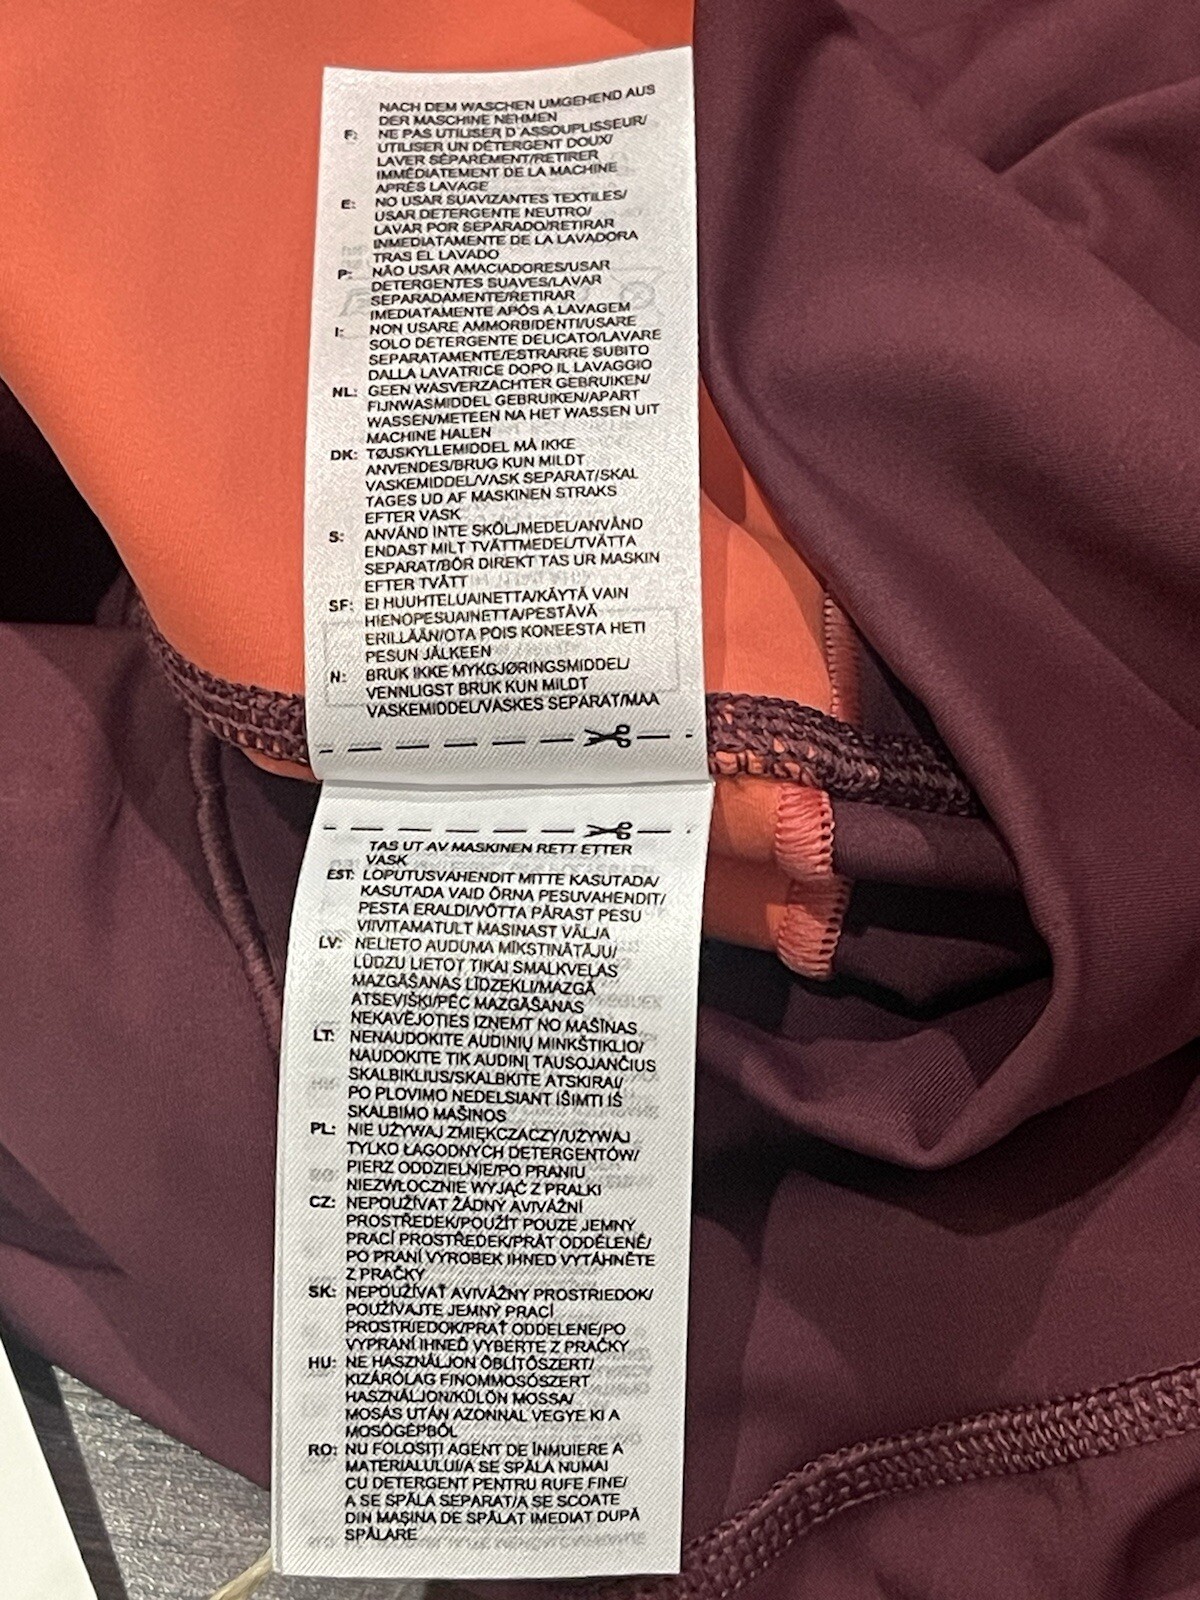 NACH DEM WASCHEN UMGEHEND AUS
DER MASCHINE NEHMEN
F: NE PAS UTILISER D'ASSOUPLISSEUR/
UTILISER UN DÉTERGENT DOUX/
LAVER SÉPARÉMENT/RETIRER
IMMÉDIATEMENT DE LA MACHINE
APRÈS LAVAGE
E: NO USAR SUAVIZANTES TEXTILES/
USAR DETERGENTE NEUTRO/
LAVAR POR SEPARADO/RETIRAR
INMEDIATAMENTE DE LA LAVADORA
TRAS EL LAVADO
P: NÃO USAR AMACIADORES/USAR
DETERGENTES SUAVES/LAVAR
SEPARADAMENTE/RETIRAR
IMEDIATAMENTE APÓS A LAVAGEM
I: NON USARE AMMORBIDENTI/USARE
SOLO DETERGENTE DELICATO/LAVARE
SEPARATAMENTE/ESTRARRE SUBITO
DALLA LAVATRICE DOPO IL LAVAGGIO
NL: GEEN WASVERZACHTER GEBRUIKEN/
FIJNWASMIDDEL GEBRUIKEN/APART
WASSEN/METEEN NA HET WASSEN UIT
MACHINE HALEN
DK: TØJSKYLLEMIDDEL MÅ IKKE
ANVENDES/BRUG KUN MILDT
VASKEMIDDEL/VASK SEPARAT/SKAL
TAGES UD AF MASKINEN STRAKS
EFTER VASK
S: ANVÄND INTE SKÖLJMEDEL/ANVÄND
ENDAST MILT TVÄTTMEDEL/TVÄTTA
SEPARAT/BÖR DIREKT TAS UR MASKIN
EFTER TVÄTT
SF: EI HUUHTELUAINETTA/KÄYTÄ VAIN
HIENOPESUAINETTA/PESTÄVÄ
ERILLÄÄN/OTA POIS KONEESTA HETI
PESUN JÄLKEEN
N: BRUK IKKE MYKGJØRINGSMIDDEL/
VENNLIGST BRUK KUN MILDT
VASKEMIDDEL/VASKES SEPARAT/MAA
TAS UT AV MASKINEN RETT ETTER
VASK
EST: LOPUTUSVAHENDIT MITTE KASUTADA/
KASUTADA VAID ÕRNA PESUVAHENDIT/
PESTA ERALDI/VÕTTA PÄRAST PESU
VIIVITAMATULT MASINAST VÄLJA
LV: NELIETO AUDUMA MĪKSTINĀTĀJU/
LŪDZU LIETOT TIKAI SMALKVEĻAS
MAZGĀŠANAS LĪDZEKLI/MAZGĀ
ATSEVIŠĶI/PĒC MAZGĀŠANAS
NEKAVĒJOTIES IZŅEMT NO MAŠĪNAS
LT: NENAUDOKITE AUDINIŲ MINKŠTIKLIO/
NAUDOKITE TIK AUDINĮ TAUSOJANČIUS
SKALBIKLIUS/SKALBKITE ATSKIRAI/
PO PLOVIMO NEDELSIANT IŠIMTI IŠ
SKALBIMO MAŠINOS
PL: NIE UŻYWAJ ZMIĘKCZACZY/UŻYWAJ
TYLKO ŁAGODNYCH DETERGENTÓW/
PIERZ ODDZIELNIE/PO PRANIU
NIEZWŁOCZNIE WYJĄĆ Z PRALKI
CZ: NEPOUŽÍVAT ŽÁDNÝ AVIVÁŽNÍ
PROSTŘEDEK/POUŽÍT POUZE JEMNÝ
PRACÍ PROSTŘEDEK/PRÁT ODDĚLENĚ/
PO PRANÍ VÝROBEK IHNED VYTÁHNĚTE
Z PRAČKY
SK: NEPOUŽÍVAŤ AVIVÁŽNY PROSTRIEDOK/
POUŽÍVAJTE JEMNÝ PRACÍ
PROSTRIEDOK/PRAŤ ODDELENE/PO
VYPRANÍ IHNEĎ VYBERTE Z PRAČKY
HU: NE HASZNÁLJON ÖBLÍTŐSZERT/
KIZÁRÓLAG FINOMMOSÓSZERT
HASZNÁLJON/KÜLÖN MOSSA/
MOSÁS UTÁN AZONNAL VEGYE KI A
MOSÓGÉPBŐL
RO: NU FOLOSIȚI AGENT DE ÎNMUIERE A
MATERIALULUI/A SE SPĂLA NUMAI
CU DETERGENT PENTRU RUFE FINE/
A SE SPĂLA SEPARAT/A SE SCOATE
DIN MAȘINA DE SPĂLAT IMEDIAT DUPĂ
SPĂLARE